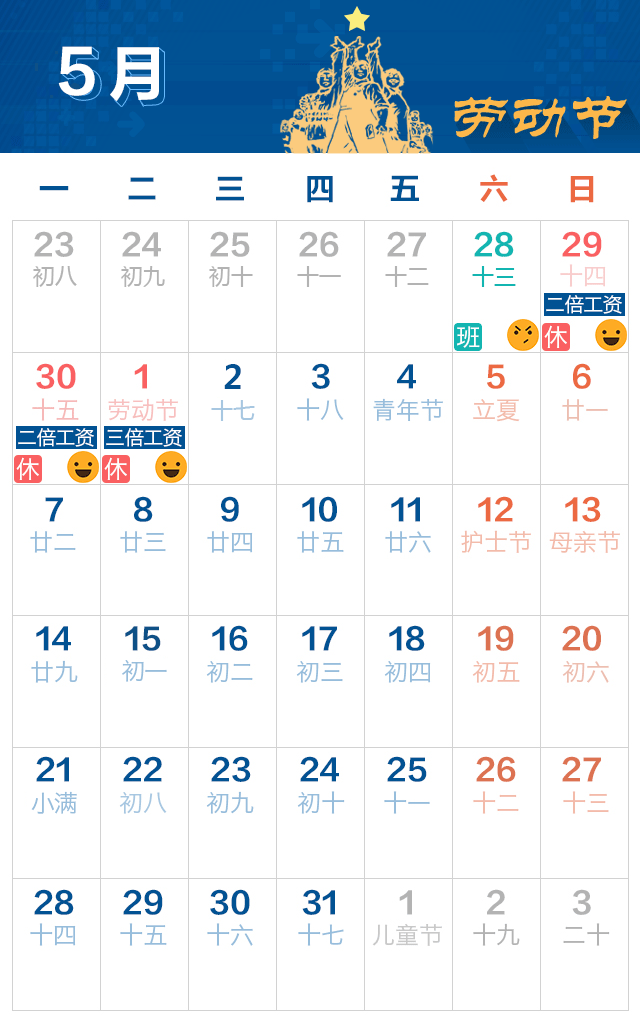 5月
劳动节
一 二 三 四 五 六 日
23 24 25 26 27 28 29
初八 初九 初十 十一 十二 十三 十四
二倍工资
班 休
30 1 2 3 4 5 6
十五 劳动节 十七 十八 青年节 立夏 廿一
二倍工资 三倍工资
休 休
7 8 9 10 11 12 13
廿二 廿三 廿四 廿五 廿六 护士节 母亲节
14 15 16 17 18 19 20
廿九 初一 初二 初三 初四 初五 初六
21 22 23 24 25 26 27
小满 初八 初九 初十 十一 十二 十三
28 29 30 31 1 2 3
十四 十五 十六 十七 儿童节 十九 二十